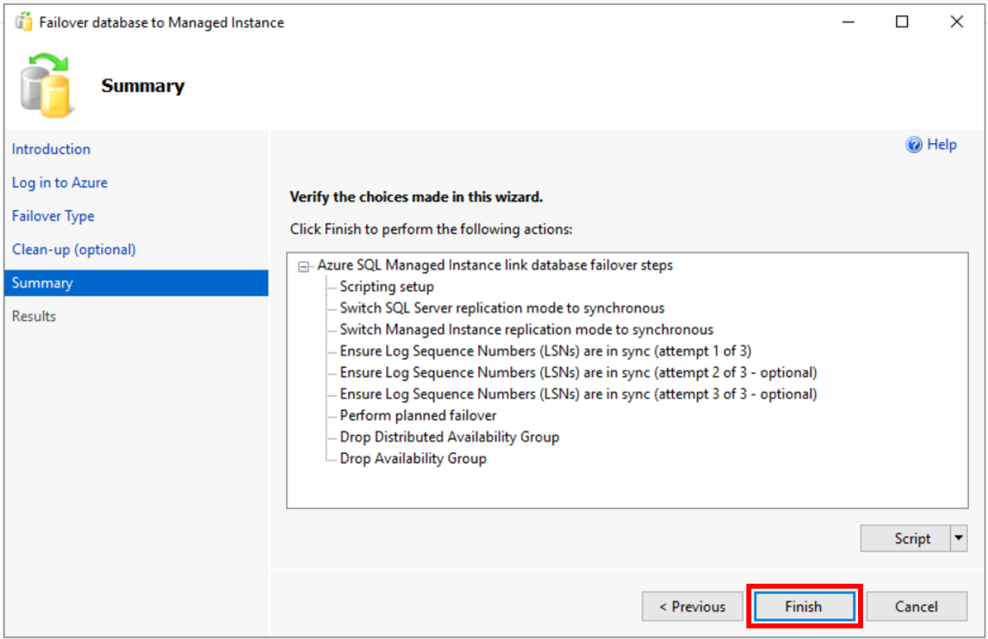 Failover database to Managed Instance
Summary
Introduction
Log in to Azure
Failover Type
Clean-up (optional)
Summary
Results
Help
Verify the choices made in this wizard.
Click Finish to perform the following actions:
Azure SQL Managed Instance link database failover steps
Scripting setup
Switch SQL Server replication mode to synchronous
Switch Managed Instance replication mode to synchronous
Ensure Log Sequence Numbers (LSNs) are in sync (attempt 1 of 3)
Ensure Log Sequence Numbers (LSNs) are in sync (attempt 2 of 3 - optional)
Ensure Log Sequence Numbers (LSNs) are in sync (attempt 3 of 3 - optional)
Perform planned failover
Drop Distributed Availability Group
Drop Availability Group
Script
< Previous
Finish
Cancel